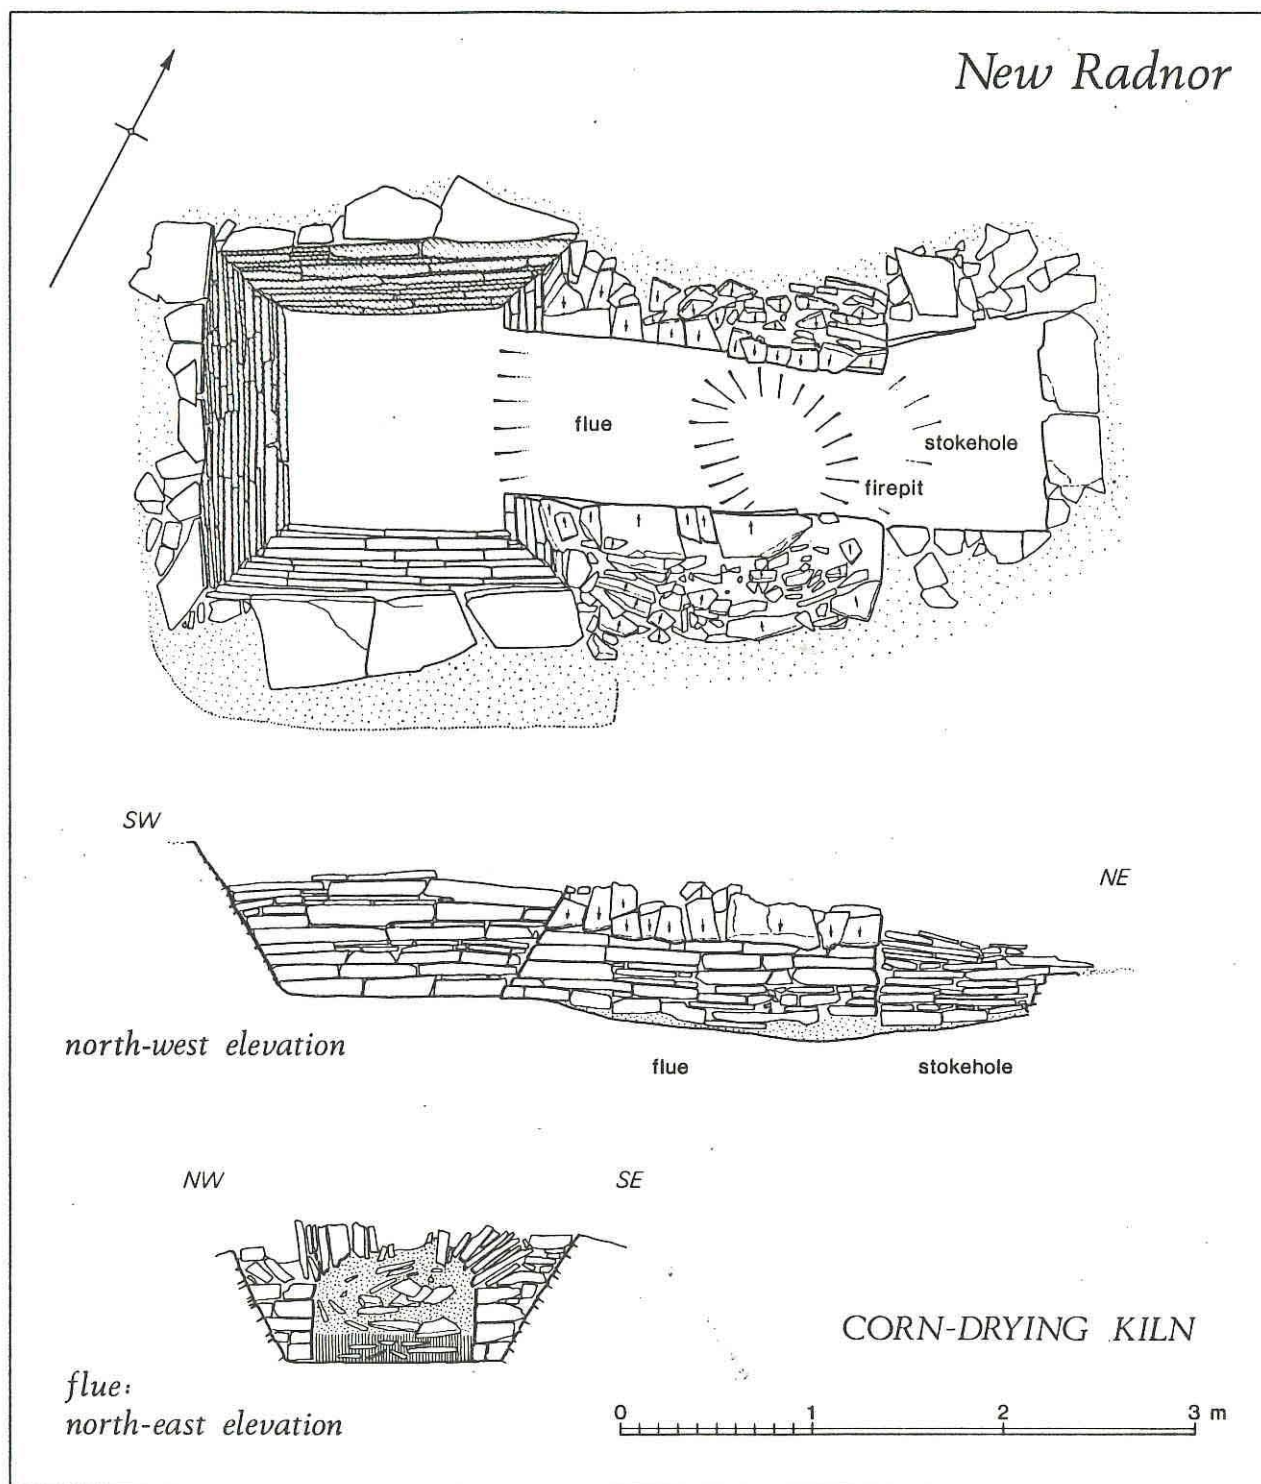 New Radnor
flue
stokehole
firepit
SW
NE
north-west elevation
flue
stokehole
NW
SE
CORN-DRYING KILN
flue:
north-east elevation
0 1 2 3 m